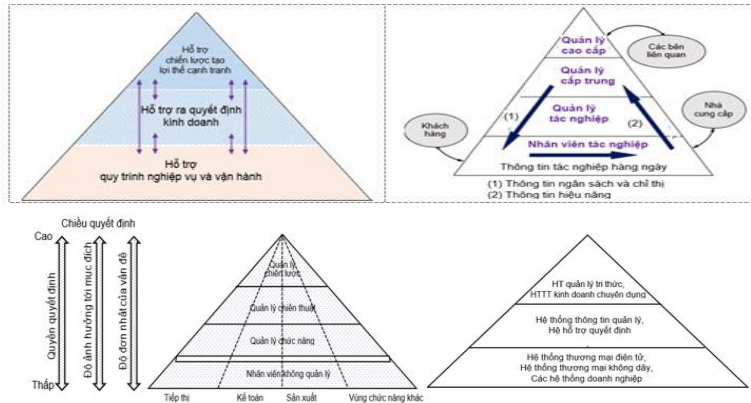 Hỗ trợ
chiến lược tạo
lợi thế cạnh tranh
Hỗ trợ ra quyết định
kinh doanh
Hỗ trợ
quy trình nghiệp vụ và vận hành
Quản lý
cao cấp
Các bên
liên quan
Quản lý
cấp trung
Quản lý
tác nghiệp
(1)
(2)
Nhà
cung cấp
Khách
hàng
Nhân viên tác nghiệp
Thông tin tác nghiệp hàng ngày
(1) Thông tin ngân sách và chỉ thị
(2) Thông tin hiệu năng
Chiều quyết định
Cao
Thấp
Quyền quyết định
Độ ảnh hưởng tới mục đích
Độ đơn nhất của vấn đề
Quản lý
chiến lược
Quản lý chiến thuật
Quản lý chức năng
Nhân viên không quản lý
Tiếp thị
Kế toán
Sản xuất
Vùng chức năng khác
HT quản lý tri thức,
HTTT kinh doanh chuyên dụng
Hệ thống thông tin quản lý,
Hệ hỗ trợ quyết định
Hệ thống thương mại điện tử,
Hệ thống thương mại không dây,
Các hệ thống doanh nghiệp